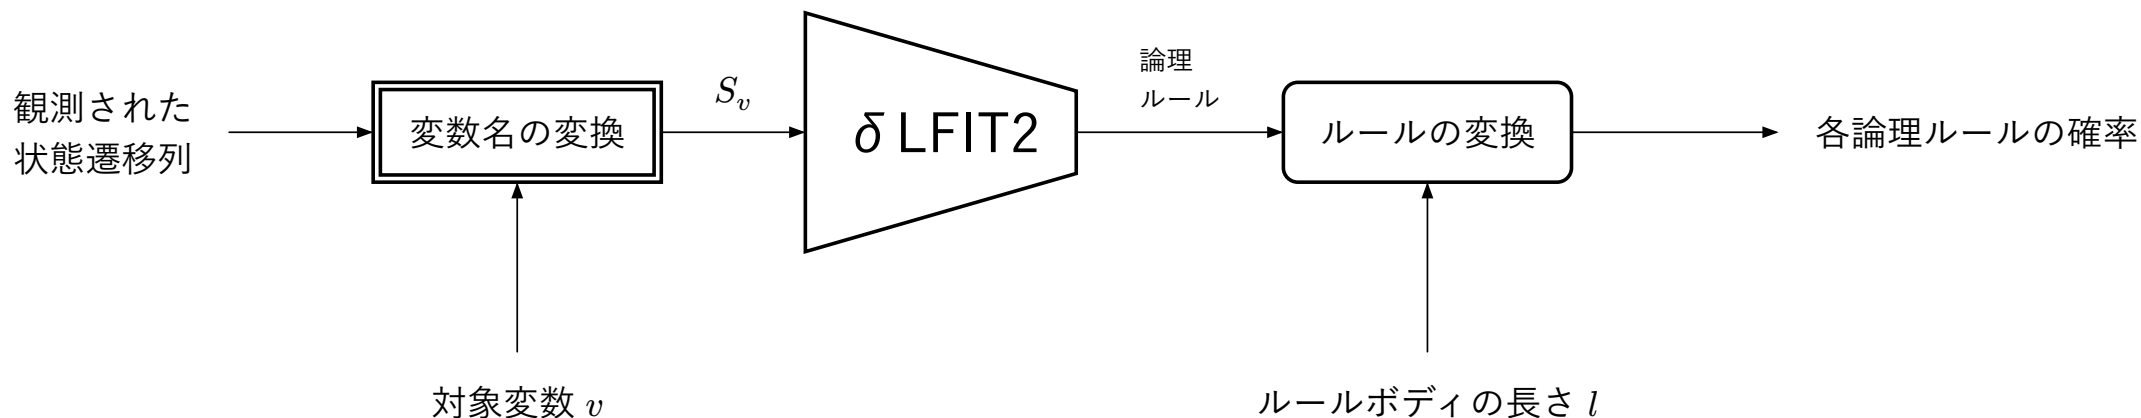 観測された
状態遷移列
変数名の変換
対象変数 v
S_v
δ LFIT2
論理
ルール
ルールの変換
ルールボディの長さ l
各論理ルールの確率